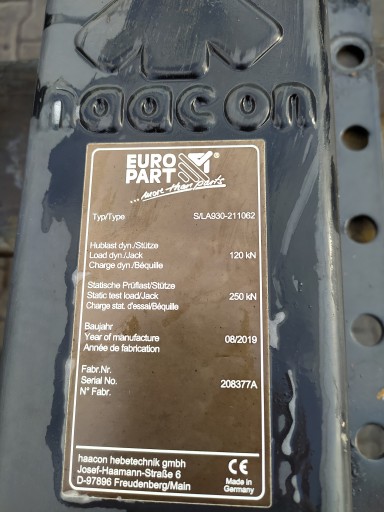 haacon
EURO
PART
®
... more than parts
Typ/Type S/LA930-211062
Hublast dyn./Stütze
Load dyn./Jack 120 kN
Charge dyn./Béquille
Statische Prüflast/Stütze
Static test load/Jack 250 kN
Charge stat. d'essai/Béquille
Baujahr
Year of manufacture 08/2019
Année de fabrication
Fabr.Nr.
Serial No. 208377A
N° Fabr.
haacon hebetechnik gmbh
Josef-Haamann-Straße 6
D-97896 Freudenberg/Main
CE
Made in
Germany